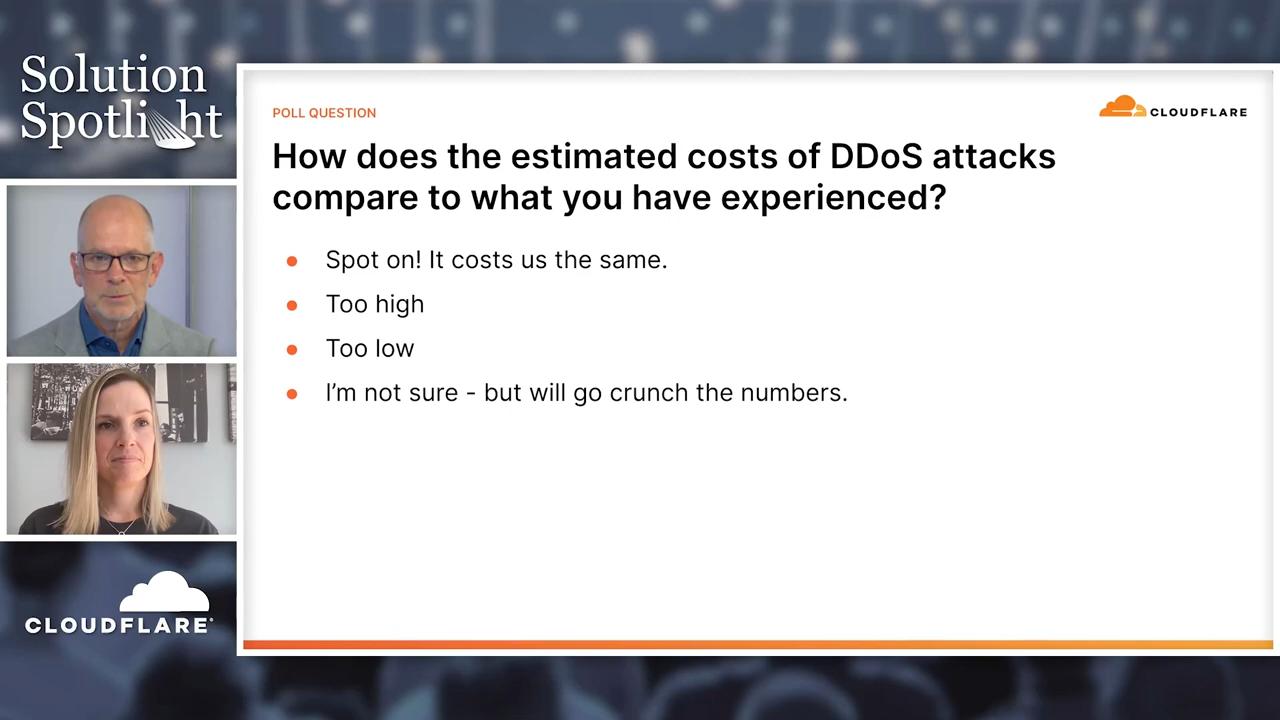 Solution
Spotlight
POLL QUESTION
CLOUDFLARE
How does the estimated costs of DDoS attacks
compare to what you have experienced?
Spot on! It costs us the same.
Too high
Too low
I'm not sure - but will go crunch the numbers.
CLOUDFLARE